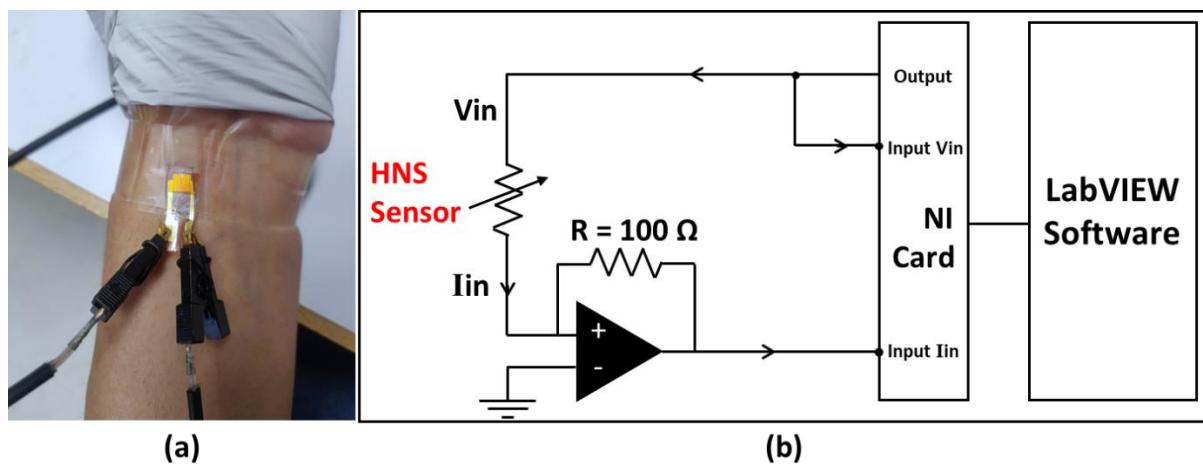 Vin
HNS
Sensor
Iin
R = 100 Ω
+
-
Output
Input Vin
NI
Card
Input Iin
LabVIEW
Software
(a)
(b)